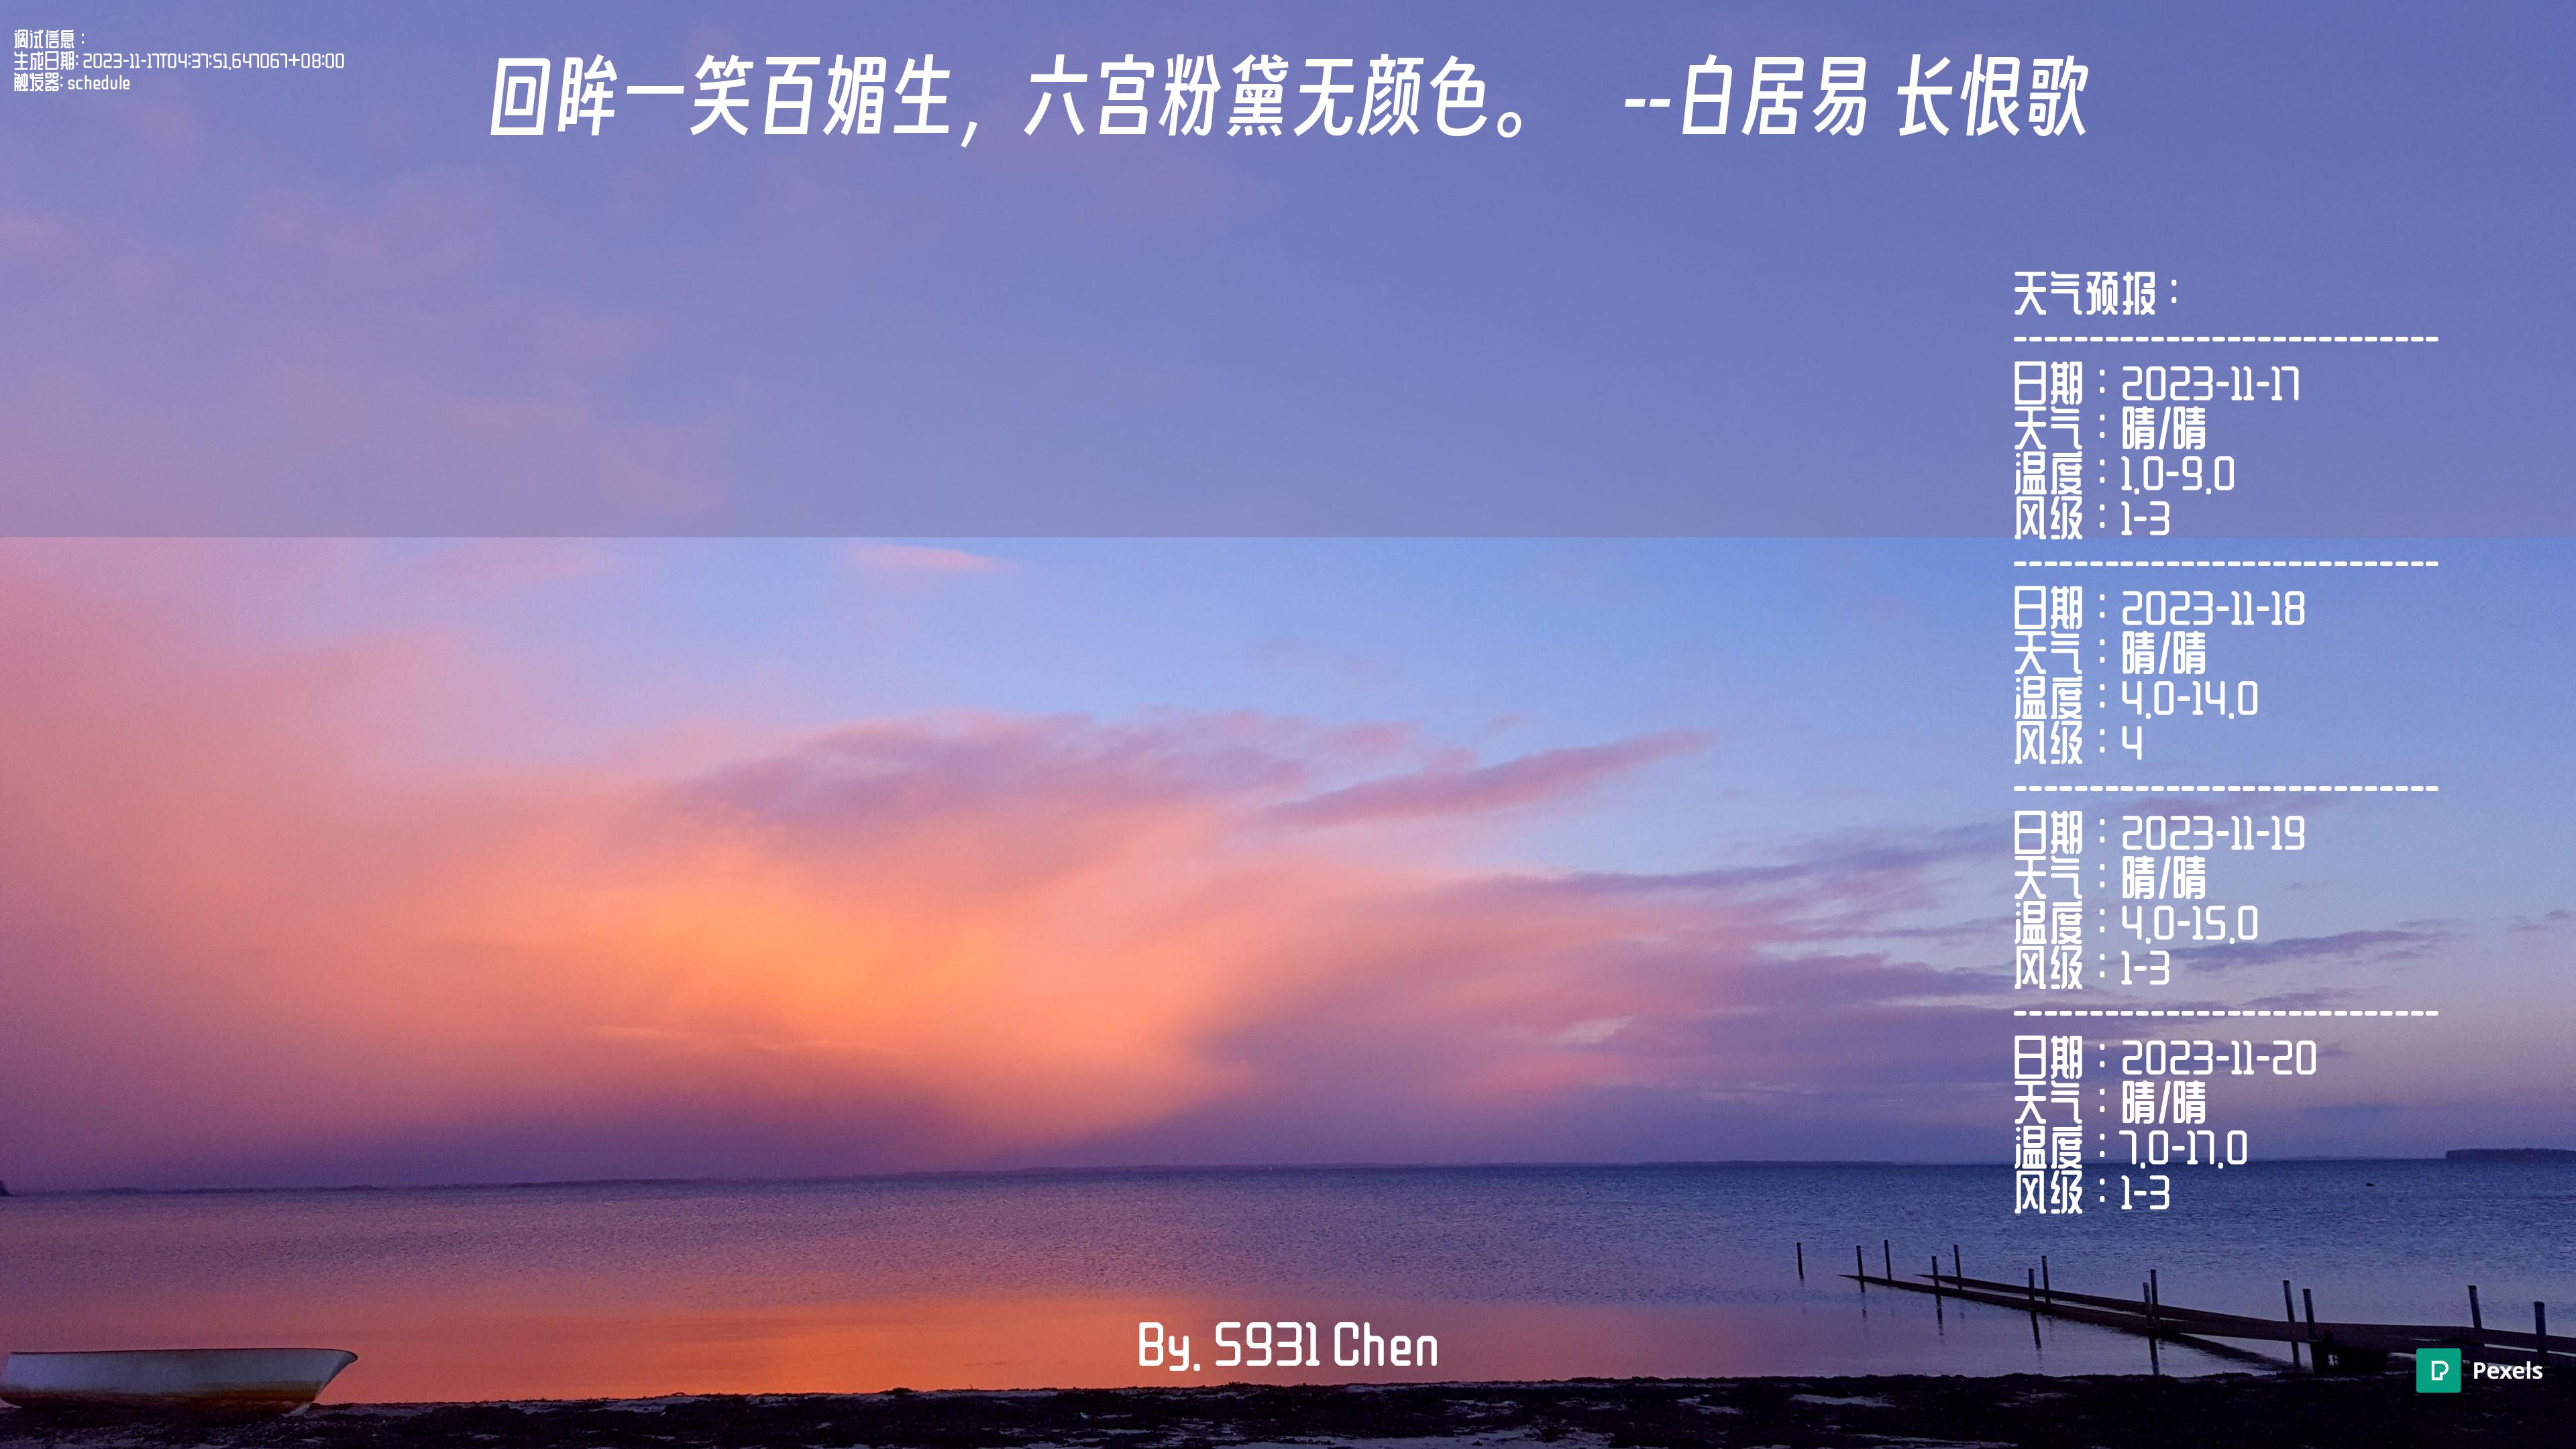 调试信息：
生成日期: 2023-11-17T04:37:51.647067+08:00
触发器: schedule
回眸一笑百媚生，六宫粉黛无颜色。 --白居易 长恨歌
天气预报：
----------------------------
日期：2023-11-17
天气：晴/晴
温度：1.0-9.0
风级：1-3
----------------------------
日期：2023-11-18
天气：晴/晴
温度：4.0-14.0
风级：4
----------------------------
日期：2023-11-19
天气：晴/晴
温度：4.0-15.0
风级：1-3
----------------------------
日期：2023-11-20
天气：晴/晴
温度：7.0-17.0
风级：1-3
By. S931 Chen
Pexels